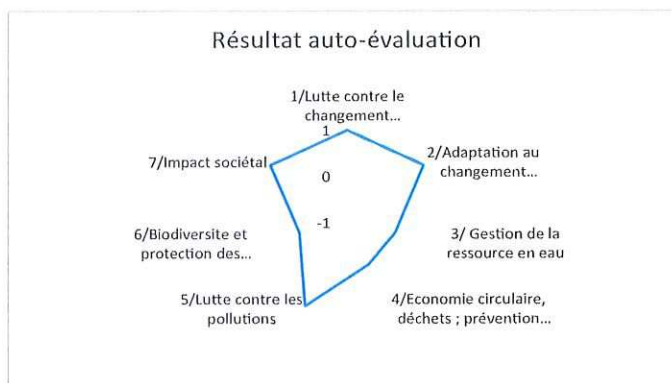 Résultat auto-évaluation
1/Lutte contre le
changement...
1
2/Adaptation au
changement...
7/Impact sociétal
0
-1
6/Biodiversite et
protection des...
3/ Gestion de la
ressource en eau
5/Lutte contre les
pollutions
4/Economie circulaire,
déchets ; prévention...